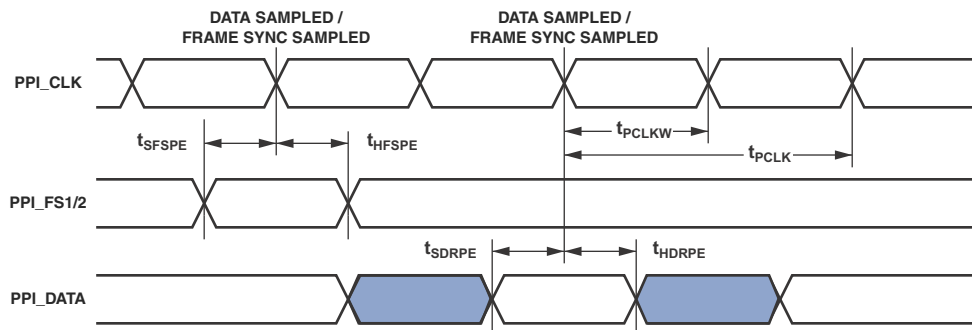 DATA SAMPLED /
FRAME SYNC SAMPLED
DATA SAMPLED /
FRAME SYNC SAMPLED
PPI_CLK
tSFSPE
tHFSPE
tPCLKW
tPCLK
PPI_FS1/2
tSDRPE
tHDRPE
PPI_DATA